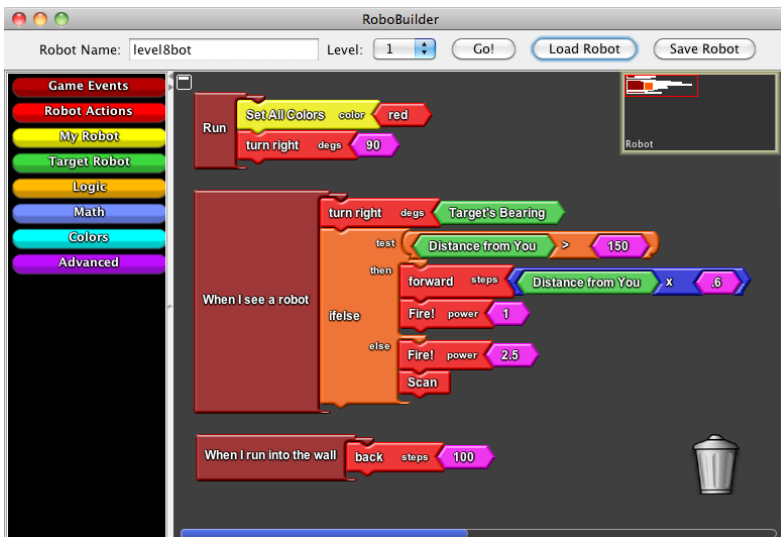 RoboBuilder
Robot Name: level8bot Level: 1 Go! Load Robot Save Robot
Game Events
Robot Actions
My Robot
Target Robot
Logic
Math
Colors
Advanced
Run
Set All Colors color red
turn right degs 90
Robot
When I see a robot
turn right degs Target's Bearing
ifelse
test Distance from You > 150
then forward steps Distance from You x .6
Fire! power 1
else Fire! power 2.5
Scan
When I run into the wall back steps 100